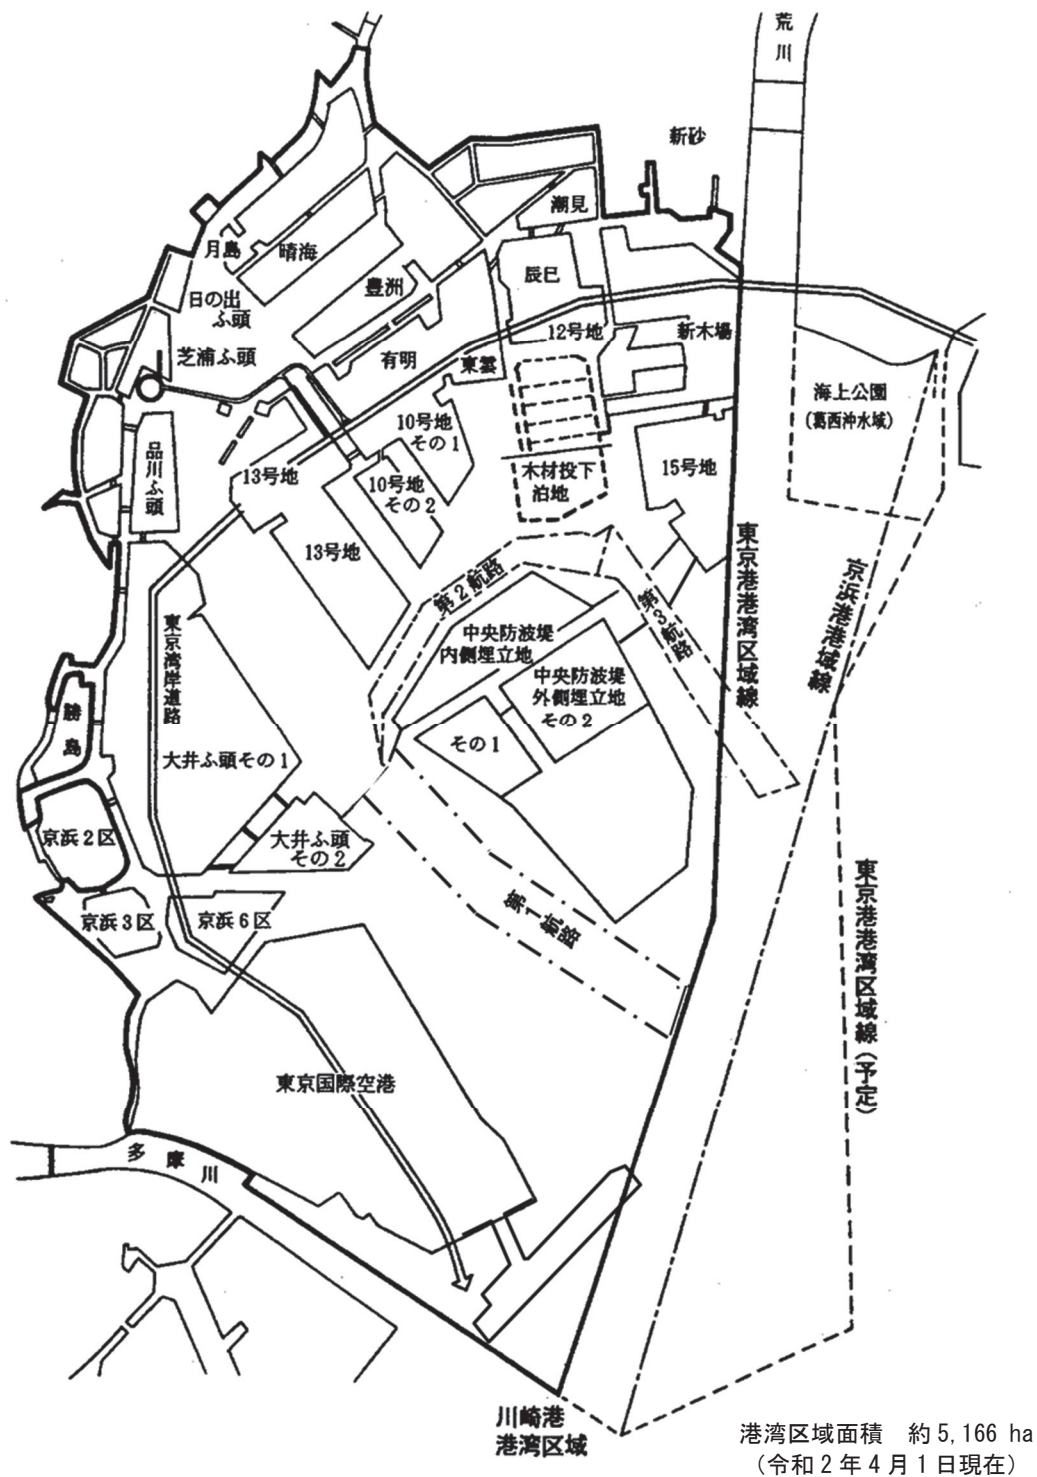 荒川
新砂
潮見
月島
晴海
辰巳
豊洲
日の出
ふ頭
12号地
新木場
芝浦ふ頭
有明
東雲
海上公園
(葛西沖水域)
10号地
その1
品川ふ頭
13号地
10号地
その2
木材投下
泊地
15号地
13号地
東京港港湾区域線
京浜港港域線
第2航路
第3航路
東京湾岸道路
中央防波堤
内側埋立地
中央防波堤
外側埋立地
その2
勝島
その1
大井ふ頭その1
京浜2区
大井ふ頭
その2
東京港港湾区域線(予定)
京浜3区
京浜6区
第1航路
東京国際空港
多摩川
川崎港
港湾区域
港湾区域面積 約5,166 ha
(令和2年4月1日現在)